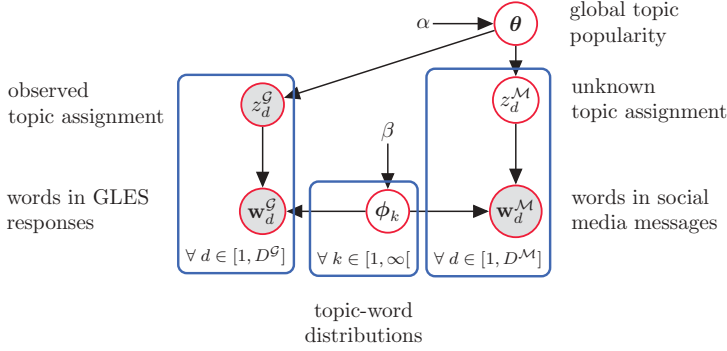 α
θ
global topic
popularity
observed
topic assignment
z_d^𝒢
z_d^ℳ
unknown
topic assignment
β
words in GLES
responses
w_d^𝒢
ϕ_k
w_d^ℳ
words in social
media messages
∀ d ∈ [1, D^𝒢]
∀ k ∈ [1, ∞[
∀ d ∈ [1, D^ℳ]
topic-word
distributions